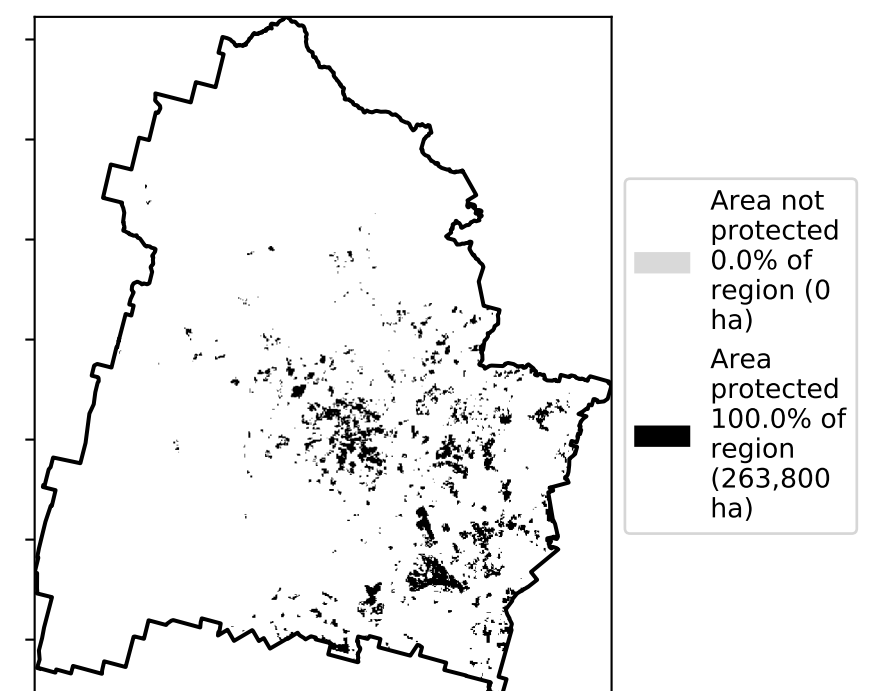 Area not
protected
0.0% of
region (0
ha)
Area
protected
100.0% of
region
(263,800
ha)